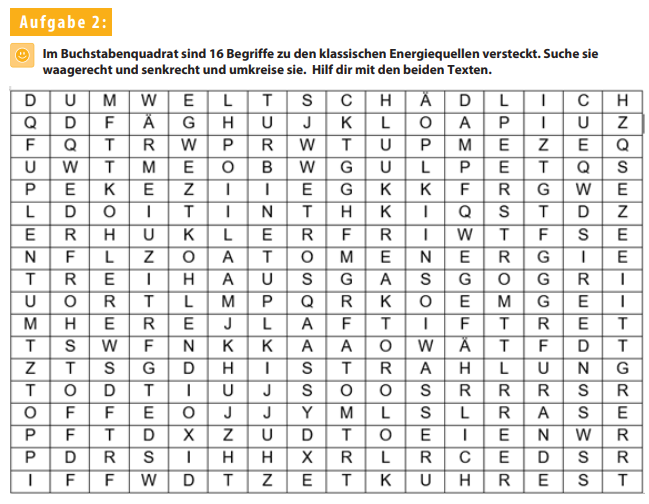 Aufgabe 2:
Im Buchstabenquadrat sind 16 Begriffe zu den klassischen Energiequellen versteckt. Suche sie
waagerecht und senkrecht und umkreise sie. Hilf dir mit den beiden Texten.
D U M W E L T S C H Ä D L I C H
Q D F Ä G H U J K L O A P I U Z
F Q T R W P R W T U P M E Z E Q
U W T M E O B W G U L P E T Q S
P E K E Z I I E G K K F R G W E
L D O I T I N T H K I Q S T D Z
E R H U K L E R F R I W T F S E
N F L Z O A T O M E N E R G I E
T R E I H A U S G A S G O G R I
U O R T L M P Q R K O E M G E I
M H E R E J L A F T I F T R E T
T S W F N K K A A O W Ä T F D T
Z T S G D H I S T R A H L U N G
T O D T I U J S O O S R R R S R
O F F E O J J Y M L S L R A S E
P F T D X Z U D T O E I E N W R
P D R S I H H X R L R C E D S R
I F F W D T Z E T K U H R E S T